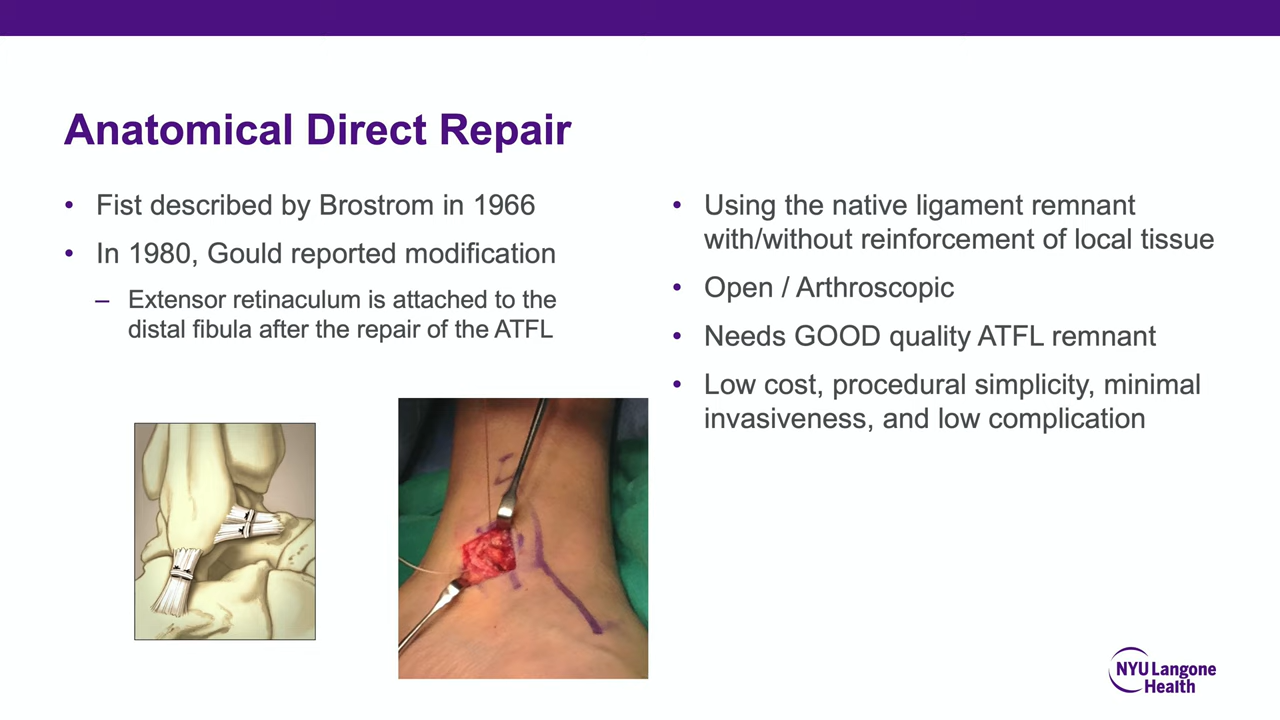 Anatomical Direct Repair
• Fist described by Brostrom in 1966
• In 1980, Gould reported modification
– Extensor retinaculum is attached to the
distal fibula after the repair of the ATFL
• Using the native ligament remnant
with/without reinforcement of local tissue
• Open / Arthroscopic
• Needs GOOD quality ATFL remnant
• Low cost, procedural simplicity, minimal
invasiveness, and low complication
NYU Langone
Health